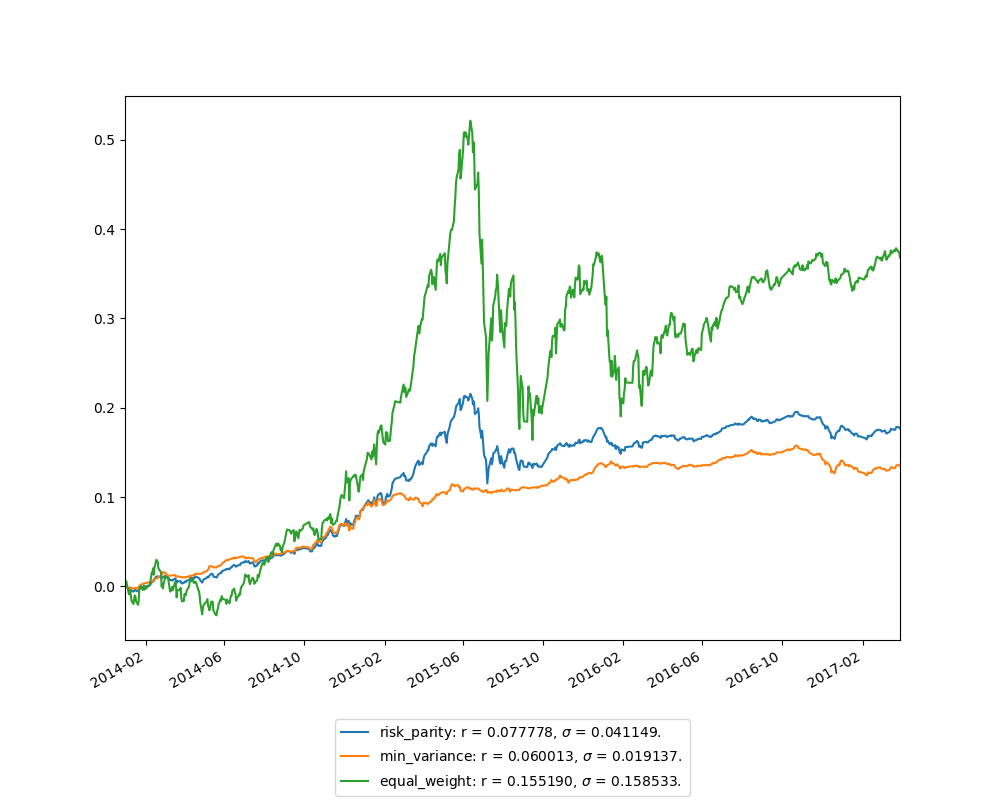 0.5
0.4
0.3
0.2
0.1
0.0
2014-02 2014-06 2014-10 2015-02 2015-06 2015-10 2016-02 2016-06 2016-10 2017-02
risk_parity: r = 0.077778, σ = 0.041149.
min_variance: r = 0.060013, σ = 0.019137.
equal_weight: r = 0.155190, σ = 0.158533.